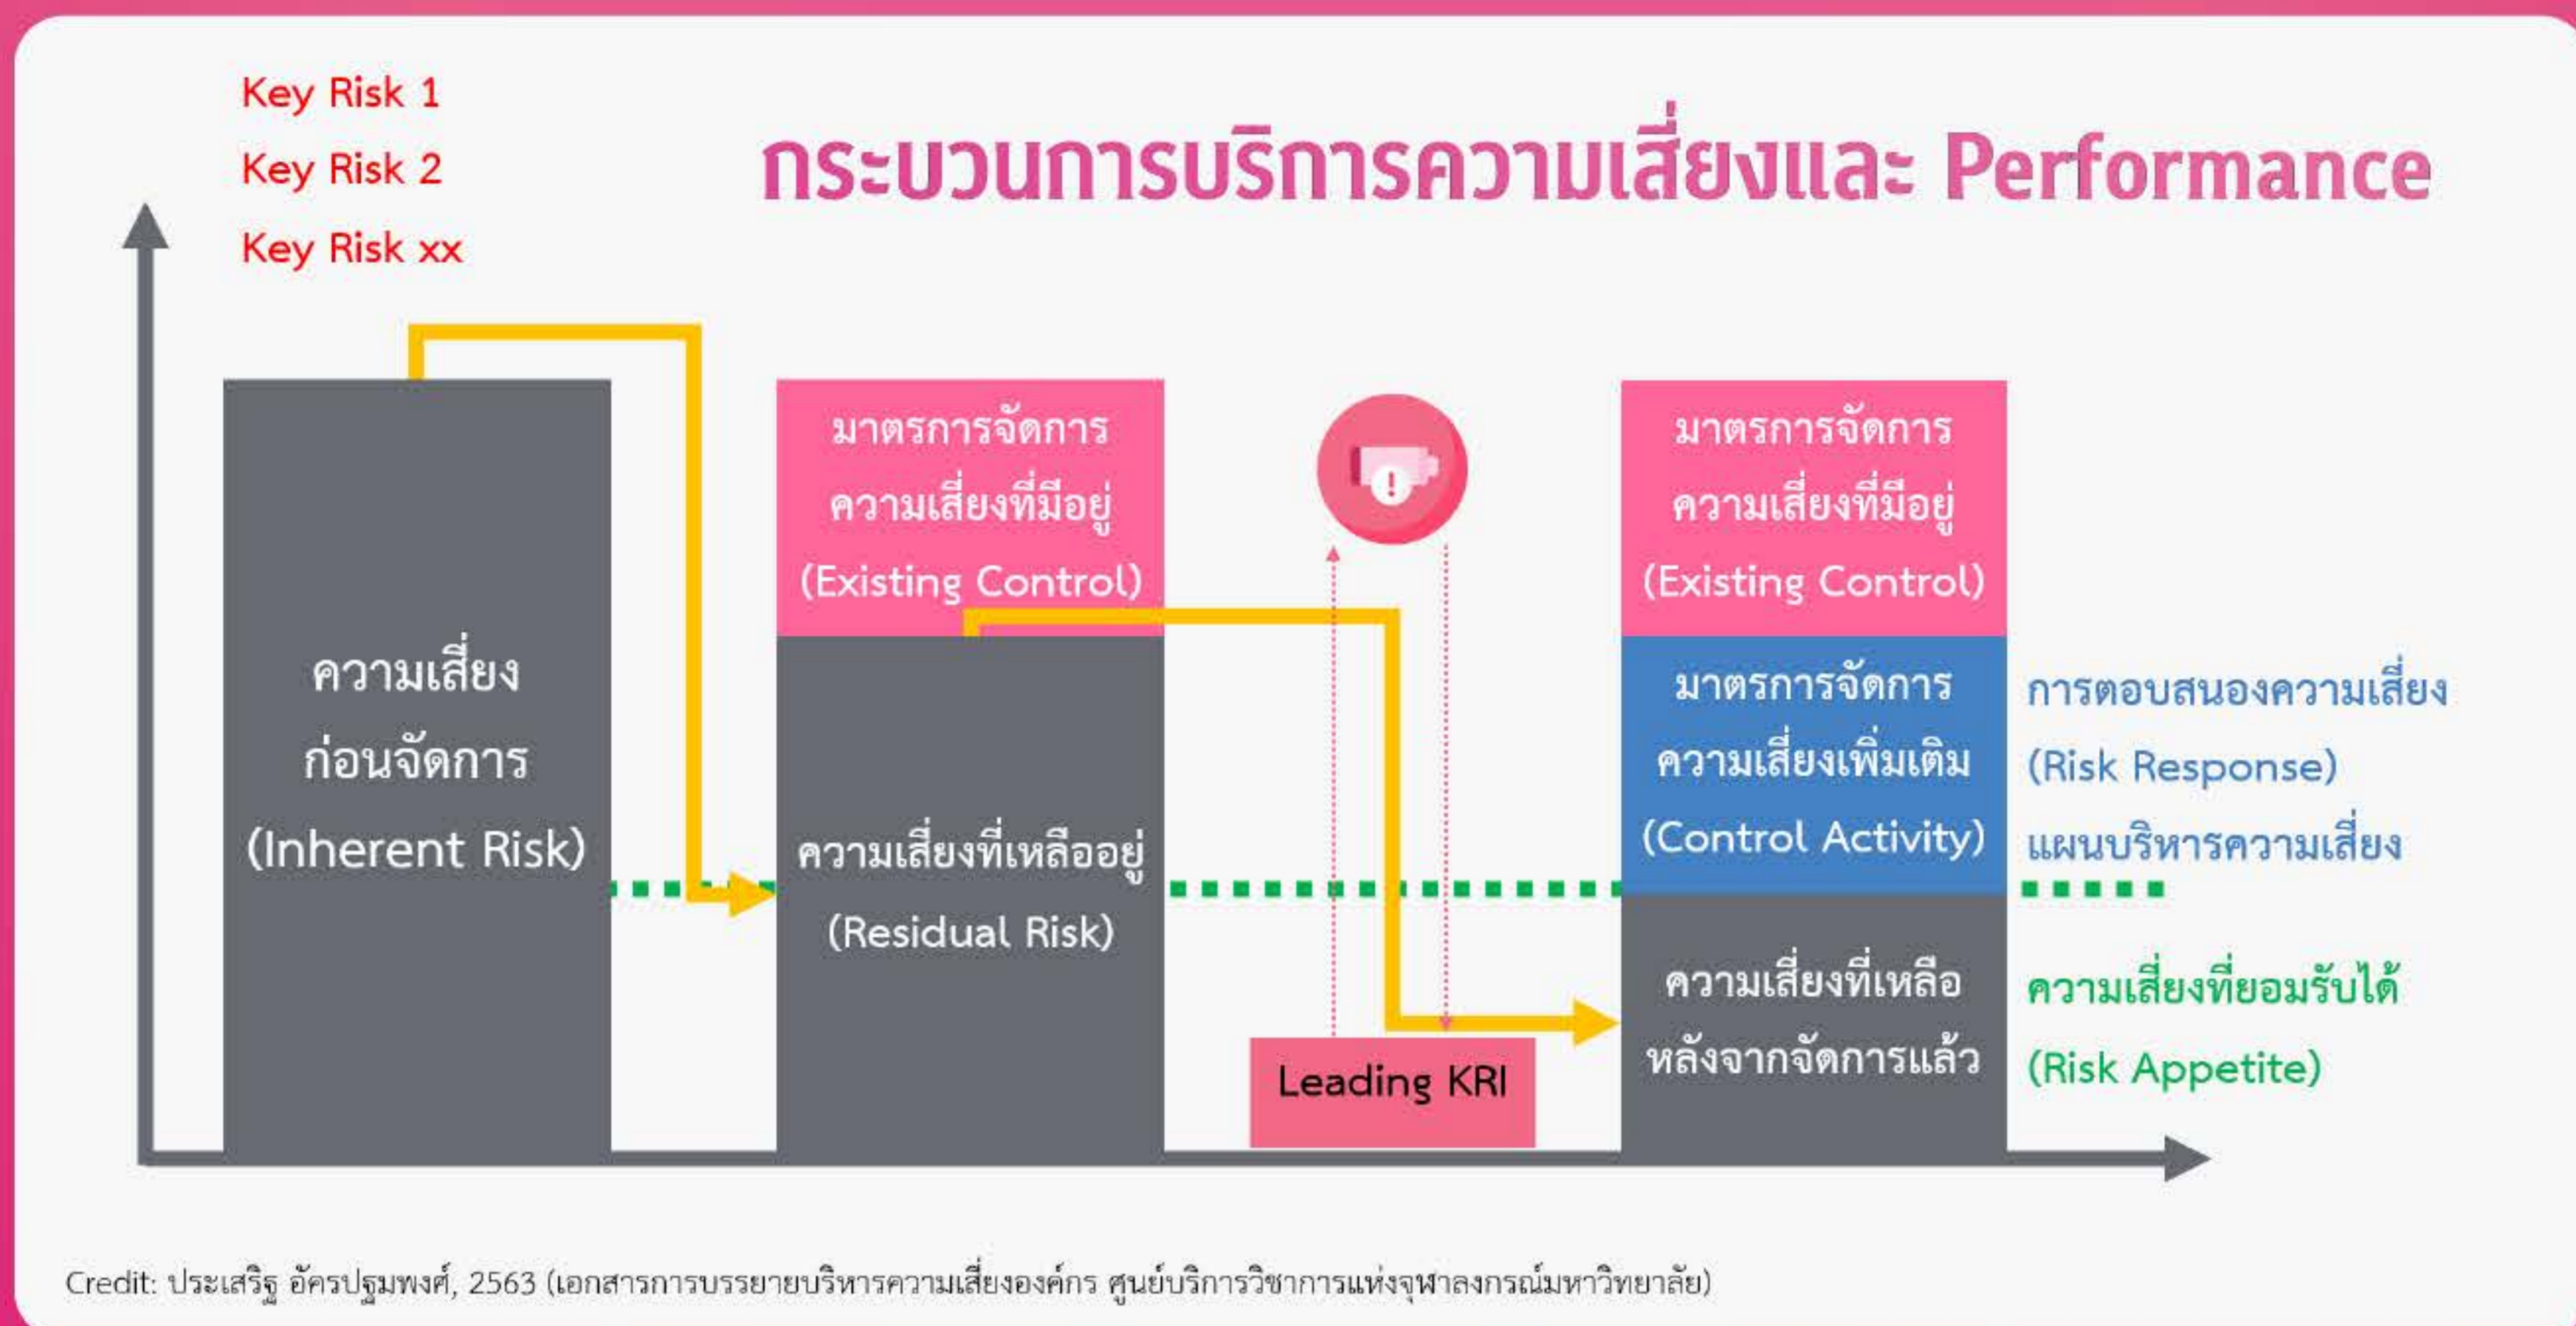 Key Risk 1
Key Risk 2
Key Risk xx
กระบวนการบริการความเสี่ยงและ Performance
ความเสี่ยง
ก่อนจัดการ
(Inherent Risk)
มาตรการจัดการ
ความเสี่ยงที่มีอยู่
(Existing Control)
ความเสี่ยงที่เหลืออยู่
(Residual Risk)
!
Leading KRI
มาตรการจัดการ
ความเสี่ยงที่มีอยู่
(Existing Control)
มาตรการจัดการ
ความเสี่ยงเพิ่มเติม
(Control Activity)
ความเสี่ยงที่เหลือ
หลังจากจัดการแล้ว
การตอบสนองความเสี่ยง
(Risk Response)
แผนบริหารความเสี่ยง
ความเสี่ยงที่ยอมรับได้
(Risk Appetite)
Credit: ประเสริฐ อัครปฐมพงศ์, 2563 (เอกสารการบรรยายบริหารความเสี่ยงองค์กร ศูนย์บริการวิชาการแห่งจุฬาลงกรณ์มหาวิทยาลัย)